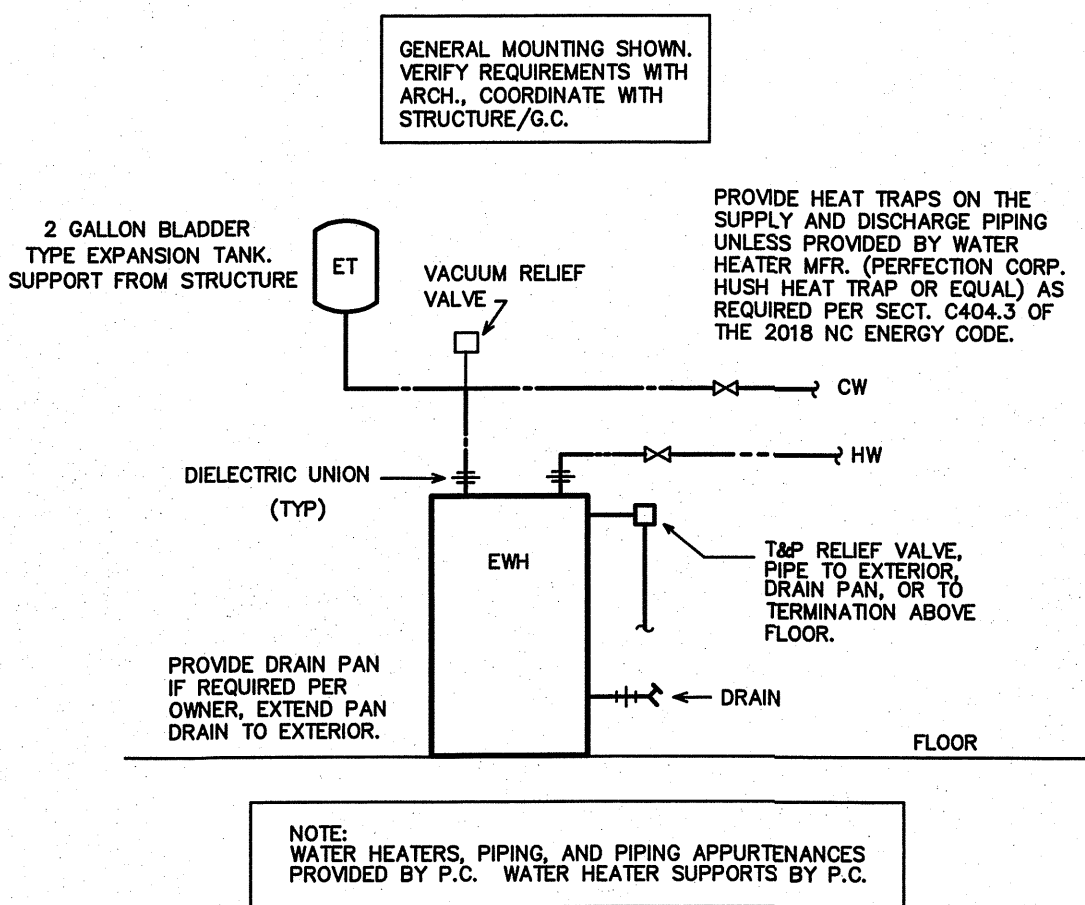 GENERAL MOUNTING SHOWN.
VERIFY REQUIREMENTS WITH
ARCH., COORDINATE WITH
STRUCTURE/G.C.
2 GALLON BLADDER
TYPE EXPANSION TANK.
SUPPORT FROM STRUCTURE
ET
VACUUM RELIEF
VALVE
PROVIDE HEAT TRAPS ON THE
SUPPLY AND DISCHARGE PIPING
UNLESS PROVIDED BY WATER
HEATER MFR. (PERFECTION CORP.
HUSH HEAT TRAP OR EQUAL) AS
REQUIRED PER SECT. C404.3 OF
THE 2018 NC ENERGY CODE.
CW
HW
DIELECTRIC UNION
(TYP)
EWH
T&P RELIEF VALVE,
PIPE TO EXTERIOR,
DRAIN PAN, OR TO
TERMINATION ABOVE
FLOOR.
PROVIDE DRAIN PAN
IF REQUIRED PER
OWNER, EXTEND PAN
DRAIN TO EXTERIOR.
DRAIN
FLOOR
NOTE:
WATER HEATERS, PIPING, AND PIPING APPURTENANCES
PROVIDED BY P.C. WATER HEATER SUPPORTS BY P.C.